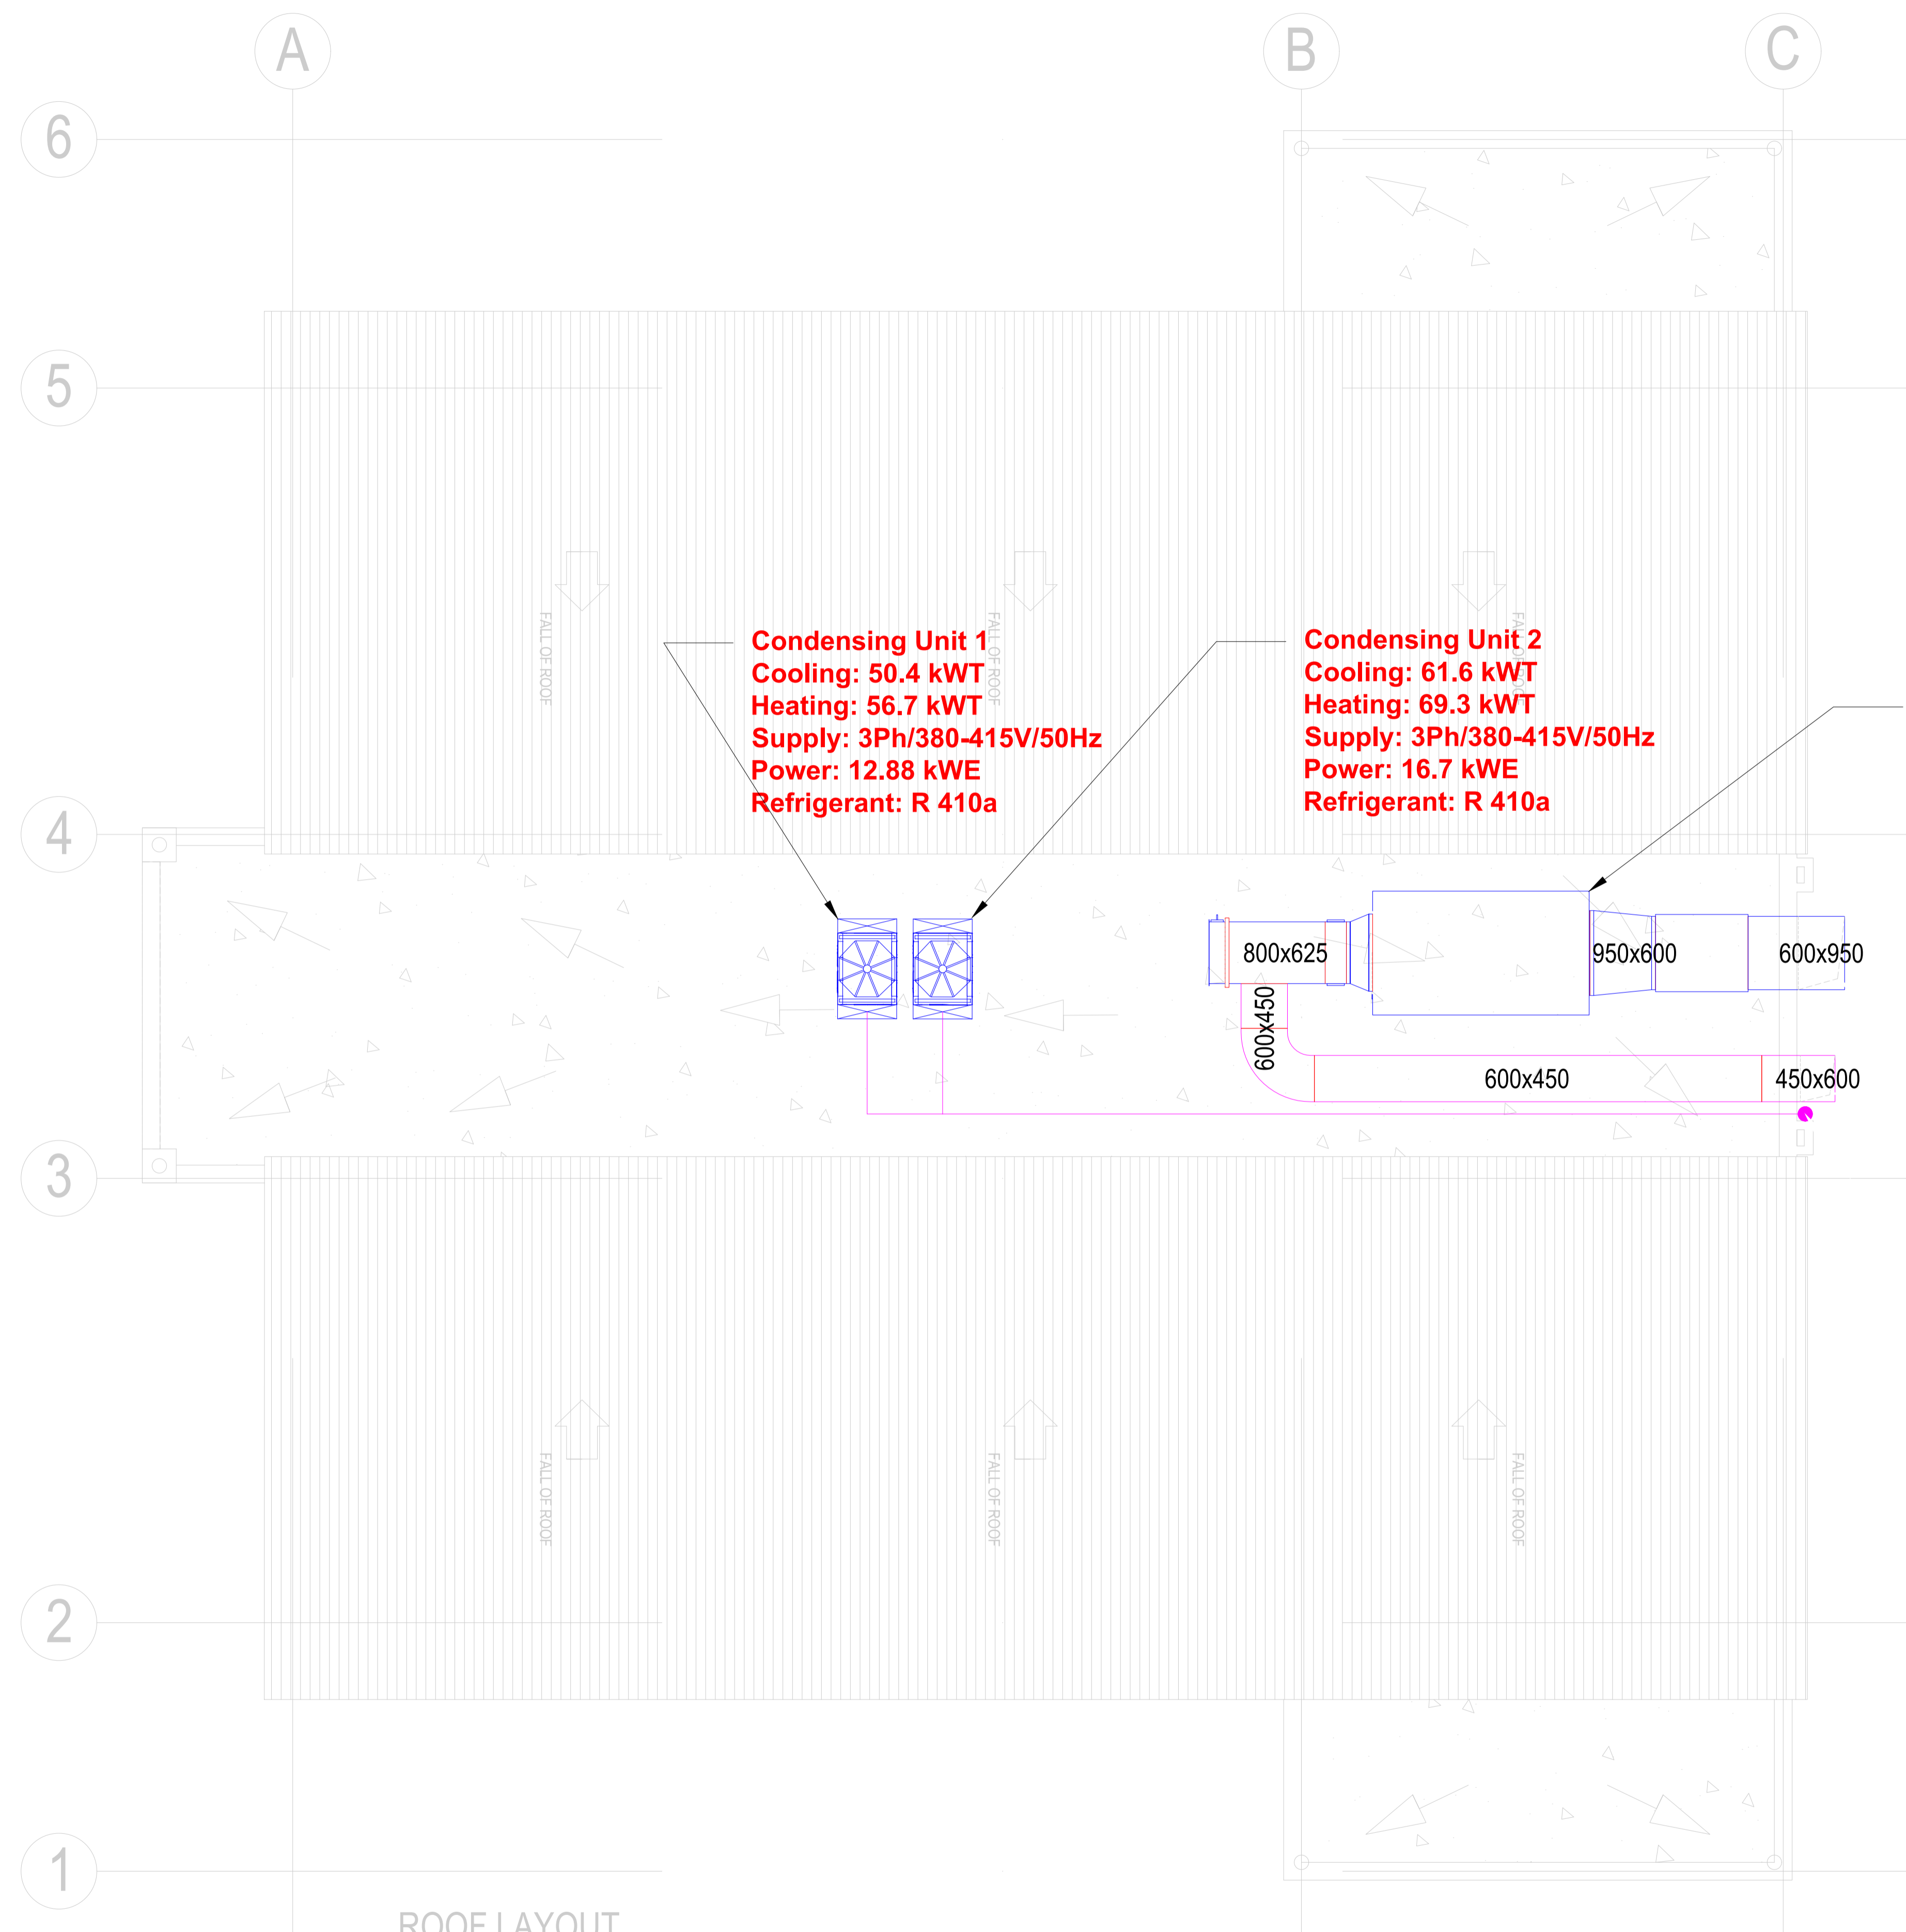 A
B
C
6
5
FALL OF ROOF
FALL OF ROOF
FALL OF ROOF
Condensing Unit 1
Cooling: 50.4 kWT
Heating: 56.7 kWT
Supply: 3Ph/380-415V/50Hz
Power: 12.88 kWE
Refrigerant: R 410a
Condensing Unit 2
Cooling: 61.6 kWT
Heating: 69.3 kWT
Supply: 3Ph/380-415V/50Hz
Power: 16.7 kWE
Refrigerant: R 410a
4
800x625
950x600
600x950
600x450
600x450
450x600
3
FALL OF ROOF
FALL OF ROOF
FALL OF ROOF
2
1
ROOF LAYOUT